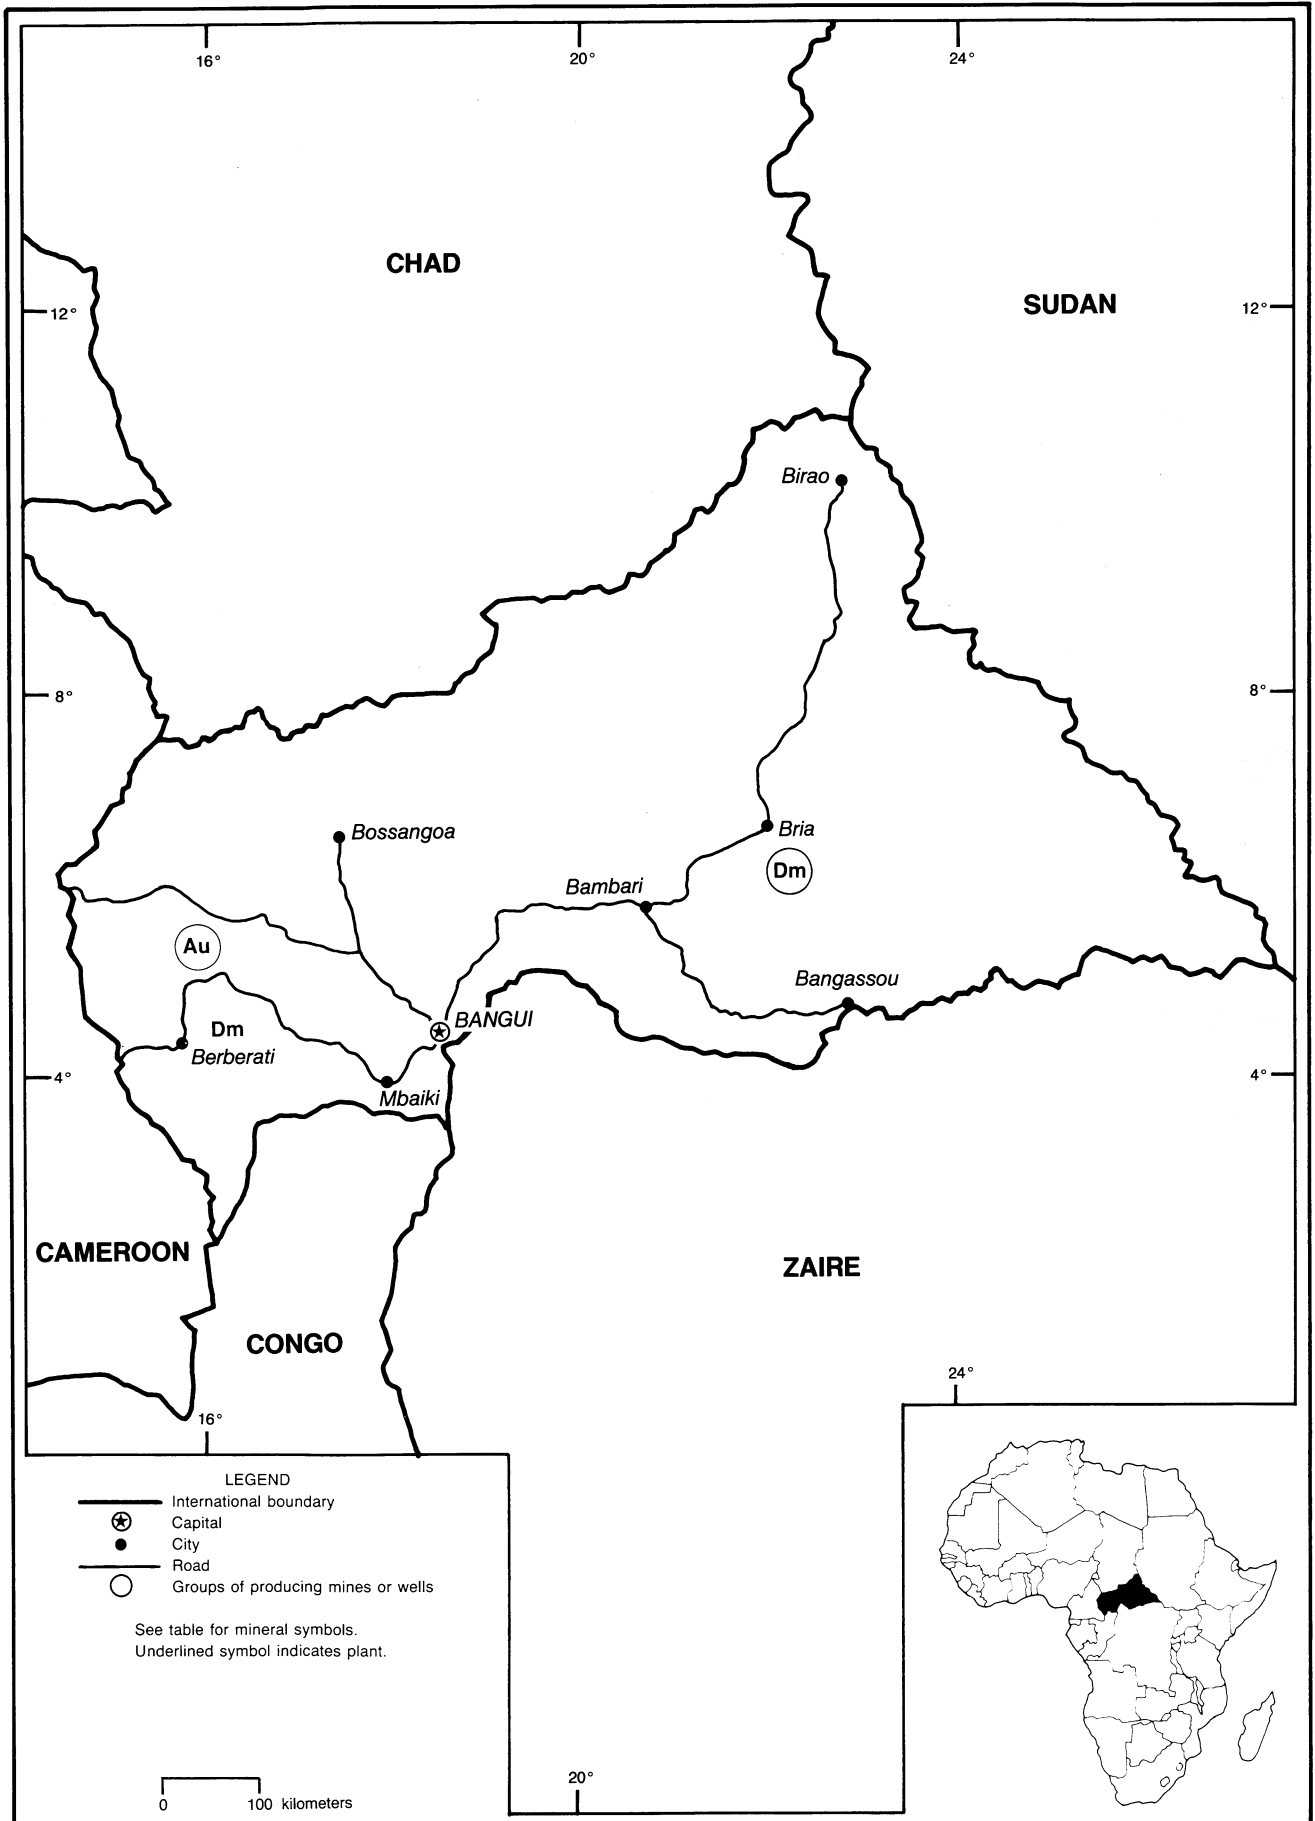 16°
20°
24°
CHAD
SUDAN
12°
12°
Birao
8°
8°
Bossangoa
Bria
Dm
Bambari
Au
Bangassou
BANGUI
Dm
Berberati
4°
4°
Mbaiki
CAMEROON
ZAIRE
CONGO
24°
16°
LEGEND
International boundary
Capital
City
Road
Groups of producing mines or wells
See table for mineral symbols.
Underlined symbol indicates plant.
20°
0 100 kilometers